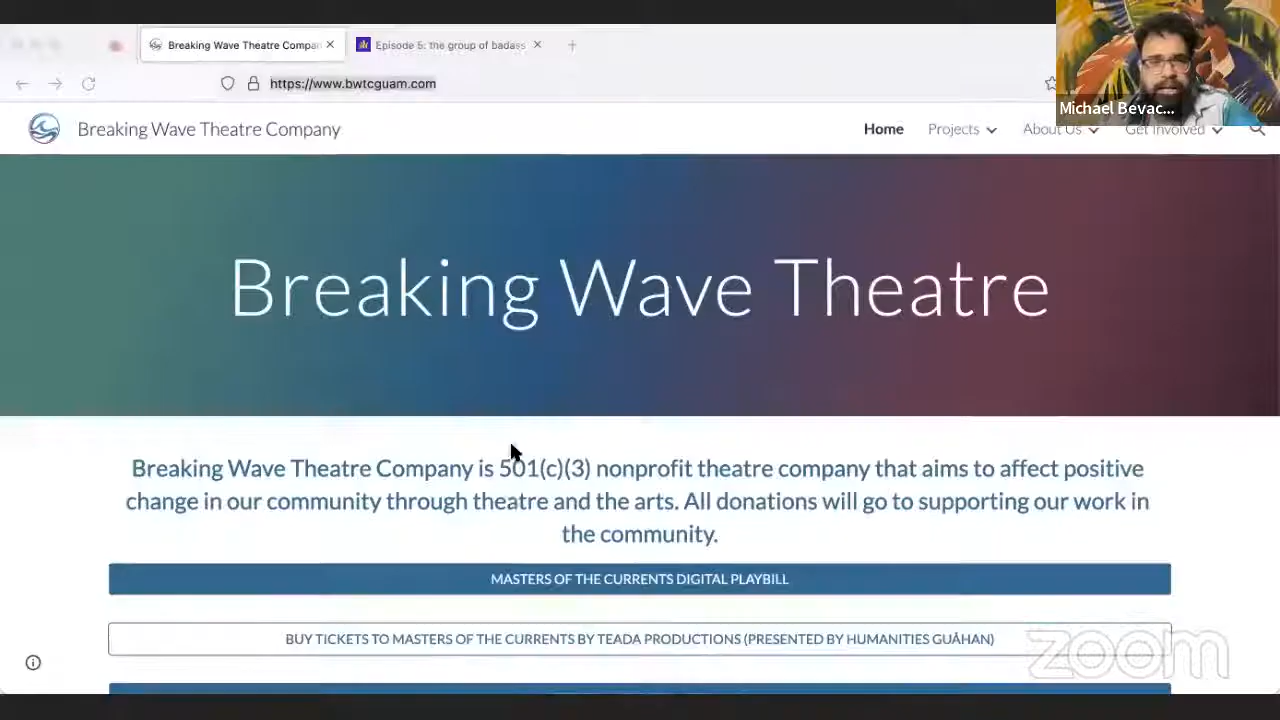 Breaking Wave Theatre Compan
Episode 5: the group of badass
https://www.bwtcguam.com
Michael Bevac...
Breaking Wave Theatre Company
Home
Projects
About Us
Get Involved
Breaking Wave Theatre
Breaking Wave Theatre Company is 501(c)(3) nonprofit theatre company that aims to affect positive
change in our community through theatre and the arts. All donations will go to supporting our work in
the community.
MASTERS OF THE CURRENTS DIGITAL PLAYBILL
BUY TICKETS TO MASTERS OF THE CURRENTS BY TEADA PRODUCTIONS (PRESENTED BY HUMANITIES GUÅHAN)
zoom